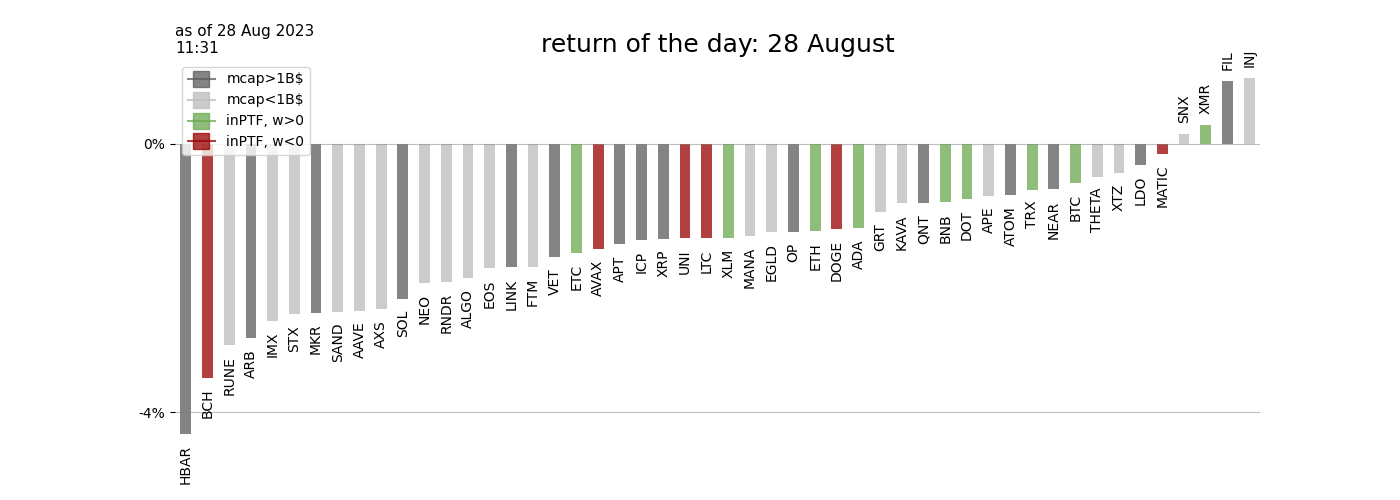 as of 28 Aug 2023
11:31
return of the day: 28 August
mcap>1B$
mcap<1B$
inPTF, w>0
inPTF, w<0
0%
-4%
HBAR
BCH
RUNE
ARB
IMX
STX
MKR
SAND
AAVE
AXS
SOL
NEO
RNDR
ALGO
EOS
LINK
FTM
VET
ETC
AVAX
APT
ICP
XRP
UNI
LTC
XLM
MANA
EGLD
OP
ETH
DOGE
ADA
GRT
KAVA
QNT
BNB
DOT
APE
ATOM
TRX
NEAR
BTC
THETA
XTZ
LDO
MATIC
SNX
XMR
FIL
INJ